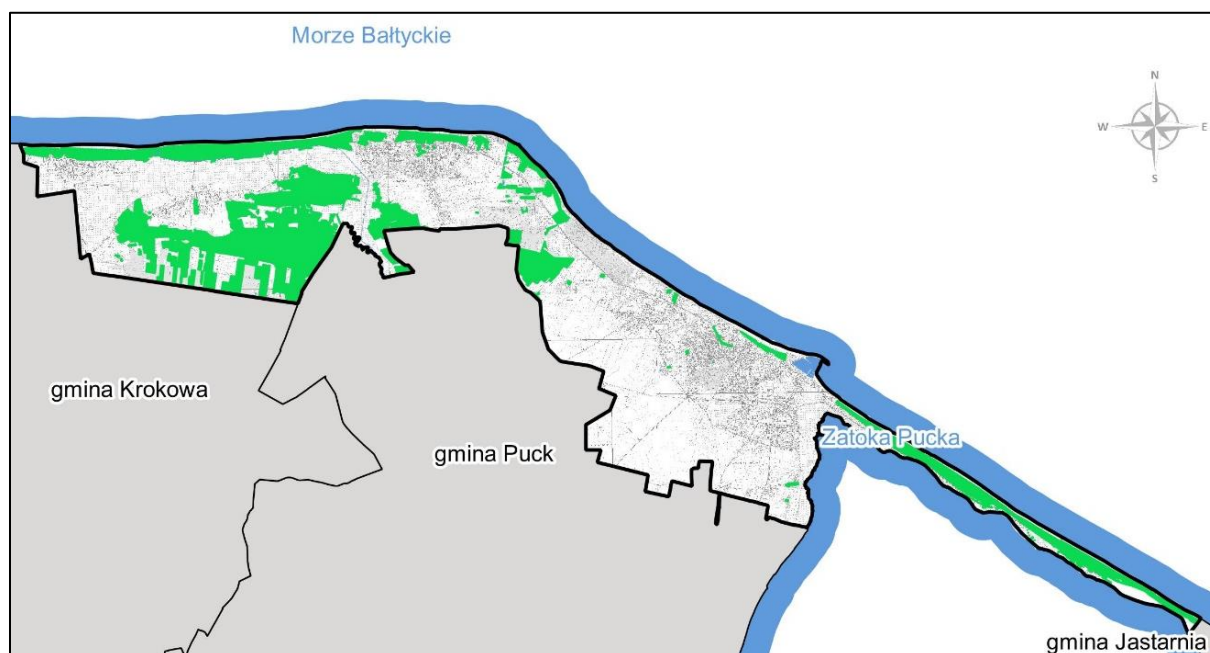 Morze Bałtyckie
N
W E
S
gmina Krokowa
gmina Puck
Zatoka Pucka
gmina Jastarnia